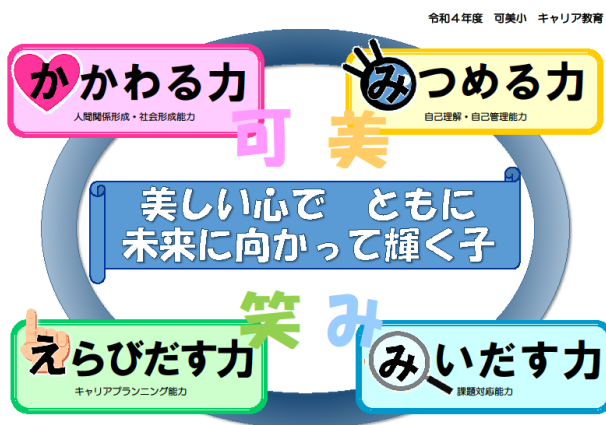 令和４年度　可美小　キャリア教育
かかわる力
人間関係形成・社会形成能力
みつめる力
自己理解・自己管理能力
可美
美しい心で　ともに
未来に向かって輝く子
笑み
えらびだす力
キャリアプランニング能力
みいだす力
課題対応能力